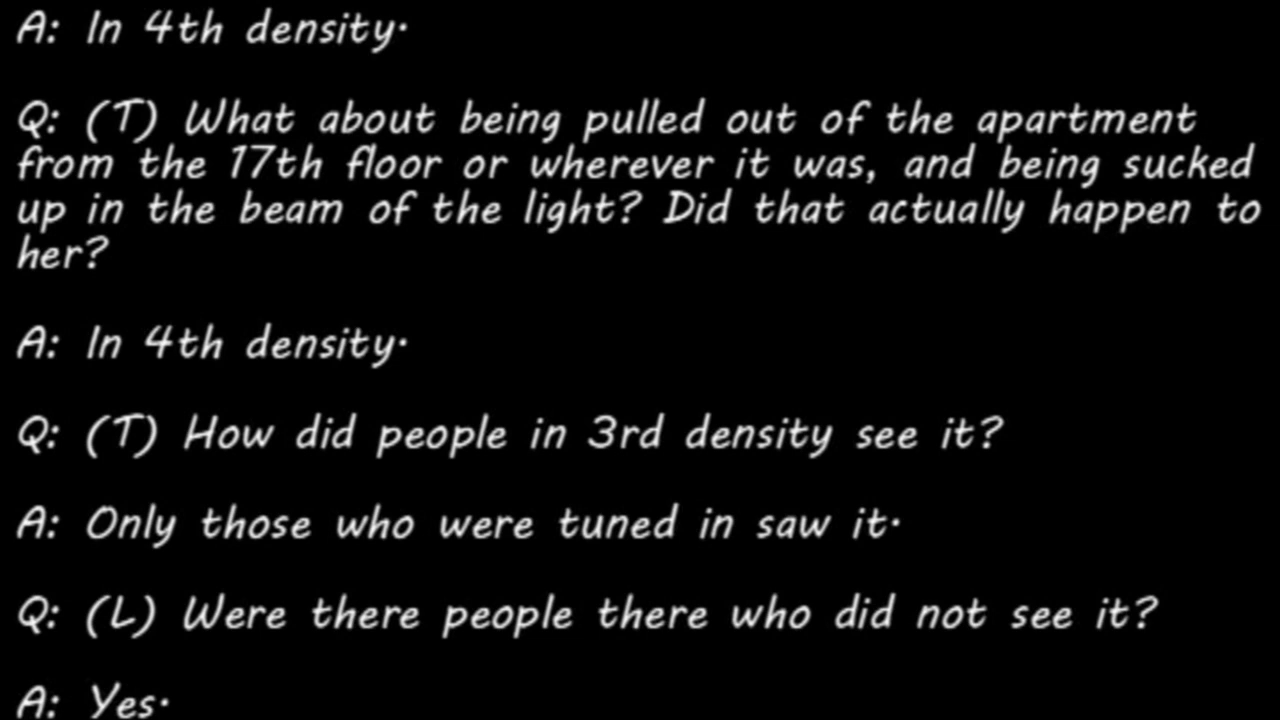 A: In 4th density.
Q: (T) What about being pulled out of the apartment
from the 17th floor or wherever it was, and being sucked
up in the beam of the light? Did that actually happen to
her?
A: In 4th density.
Q: (T) How did people in 3rd density see it?
A: Only those who were tuned in saw it.
Q: (L) Were there people there who did not see it?
A: Yes.